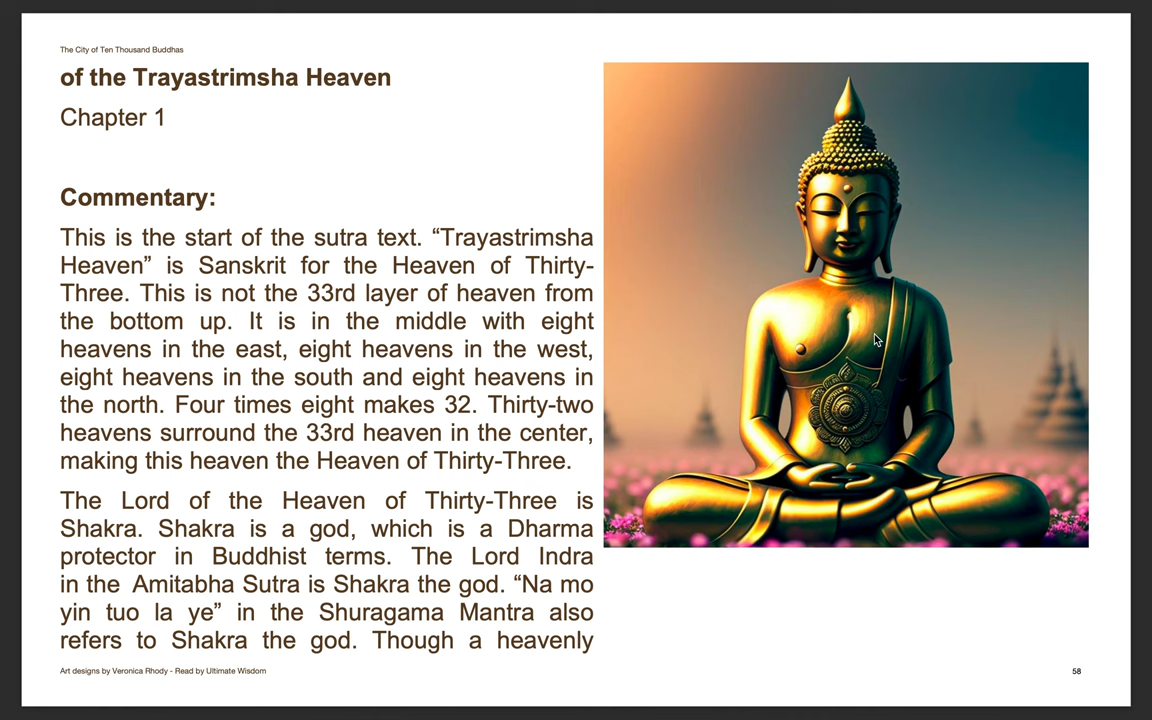 The City of Ten Thousand Buddhas
of the Trayastrimsha Heaven
Chapter 1
Commentary:
This is the start of the sutra text. “Trayastrimsha
Heaven” is Sanskrit for the Heaven of Thirty-
Three. This is not the 33rd layer of heaven from
the bottom up. It is in the middle with eight
heavens in the east, eight heavens in the west,
eight heavens in the south and eight heavens in
the north. Four times eight makes 32. Thirty-two
heavens surround the 33rd heaven in the center,
making this heaven the Heaven of Thirty-Three.
The Lord of the Heaven of Thirty-Three is
Shakra. Shakra is a god, which is a Dharma
protector in Buddhist terms. The Lord Indra
in the Amitabha Sutra is Shakra the god. “Na mo
yin tuo la ye” in the Shuragama Mantra also
refers to Shakra the god. Though a heavenly
Art designs by Veronica Rhody - Read by Ultimate Wisdom
58